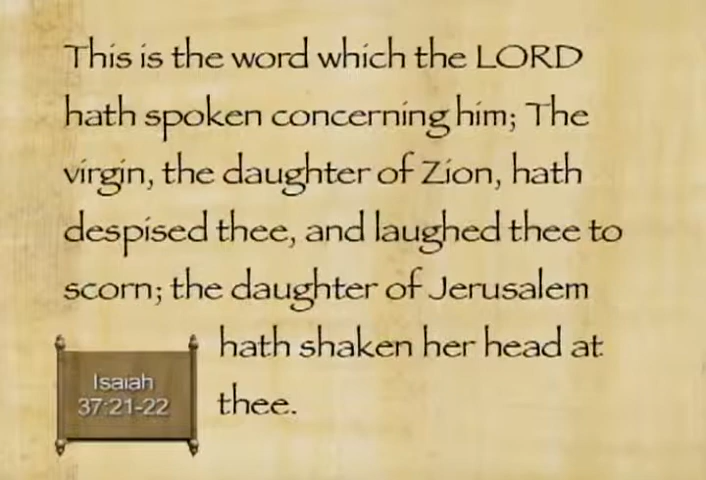 This is the word which the LORD
hath spoken concerning him; The
virgin, the daughter of Zion, hath
despised thee, and laughed thee to
scorn; the daughter of Jerusalem
hath shaken her head at
thee.
Isaiah
37:21-22